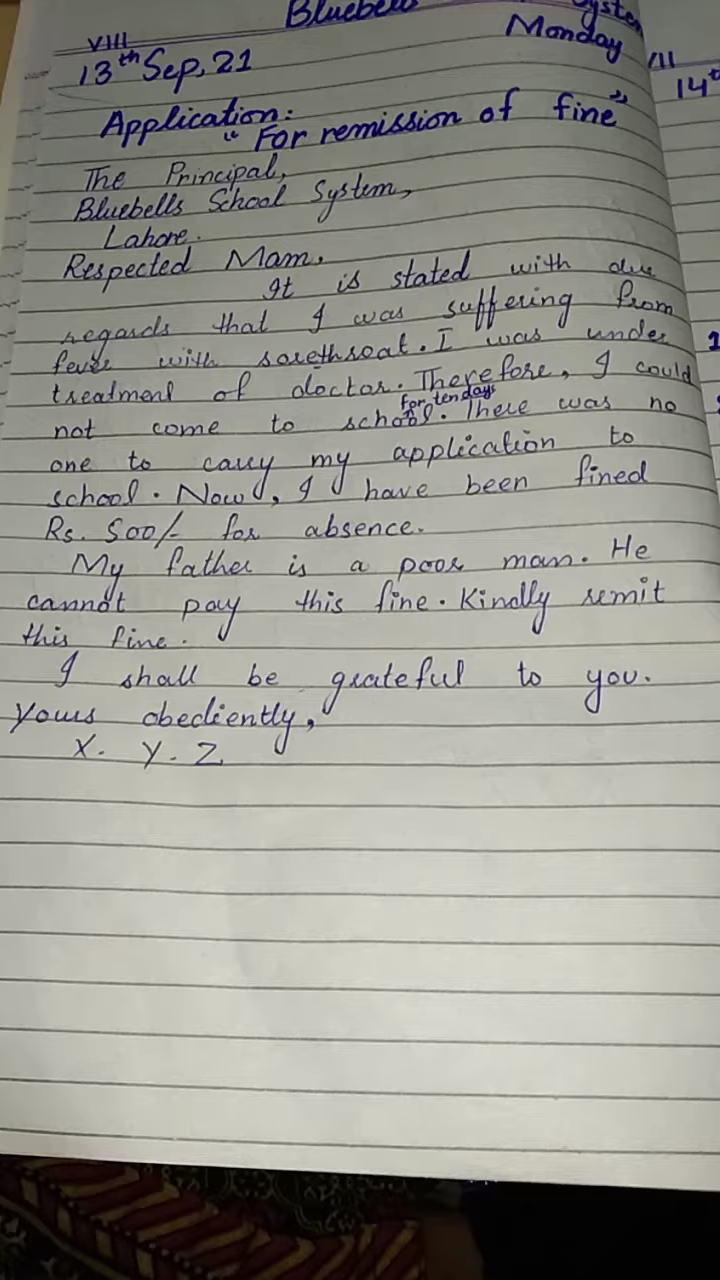 Bluebell System
VIII Monday
13th Sep, 21
Application:
"For remission of fine"
The Principal,
Bluebells School System,
Lahore.
Respected Mam,
It is stated with due
regards that I was suffering from
fever with sorethroat. I was under
treatment of doctor. Therefore, I could
for ten days
not come to school. There was no
one to carry my application to
school. Now, I have been fined
Rs. 500/- for absence.
My father is a poor man. He
cannot pay this fine. Kindly remit
this fine.
I shall be grateful to you.
Yours obediently,
X. Y. Z
14t